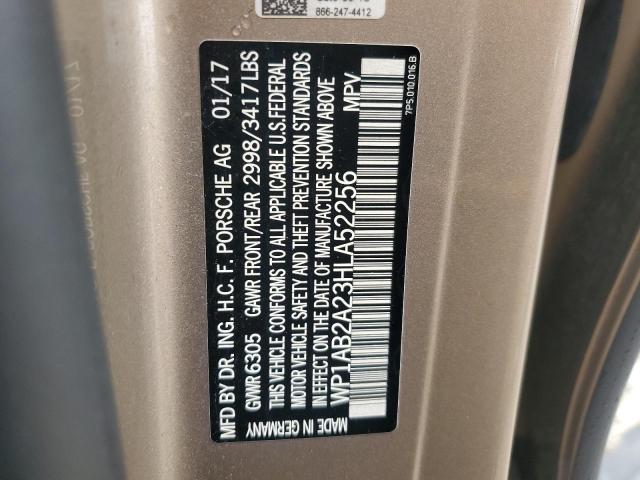 866-247-4412
MFD BY DR. ING. H.C. F. PORSCHE AG 01/17
GVWR 6305 GAWR FRONT/REAR 2998/3417LBS
THIS VEHICLE CONFORMS TO ALL APPLICABLE U.S. FEDERAL
MOTOR VEHICLE SAFETY AND THEFT PREVENTION STANDARDS
IN EFFECT ON THE DATE OF MANUFACTURE SHOWN ABOVE
WP1AB2A23HLA52256 MPV
MADE IN GERMANY
7P5.010.016.B